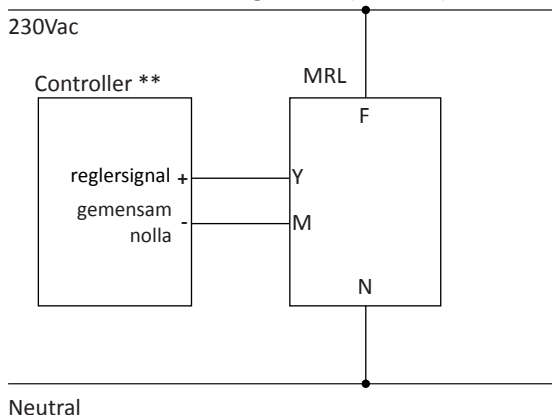 230Vac
Controller **
MRL
F
reglersignal +
Y
gemensam
nolla
-
M
N
Neutral